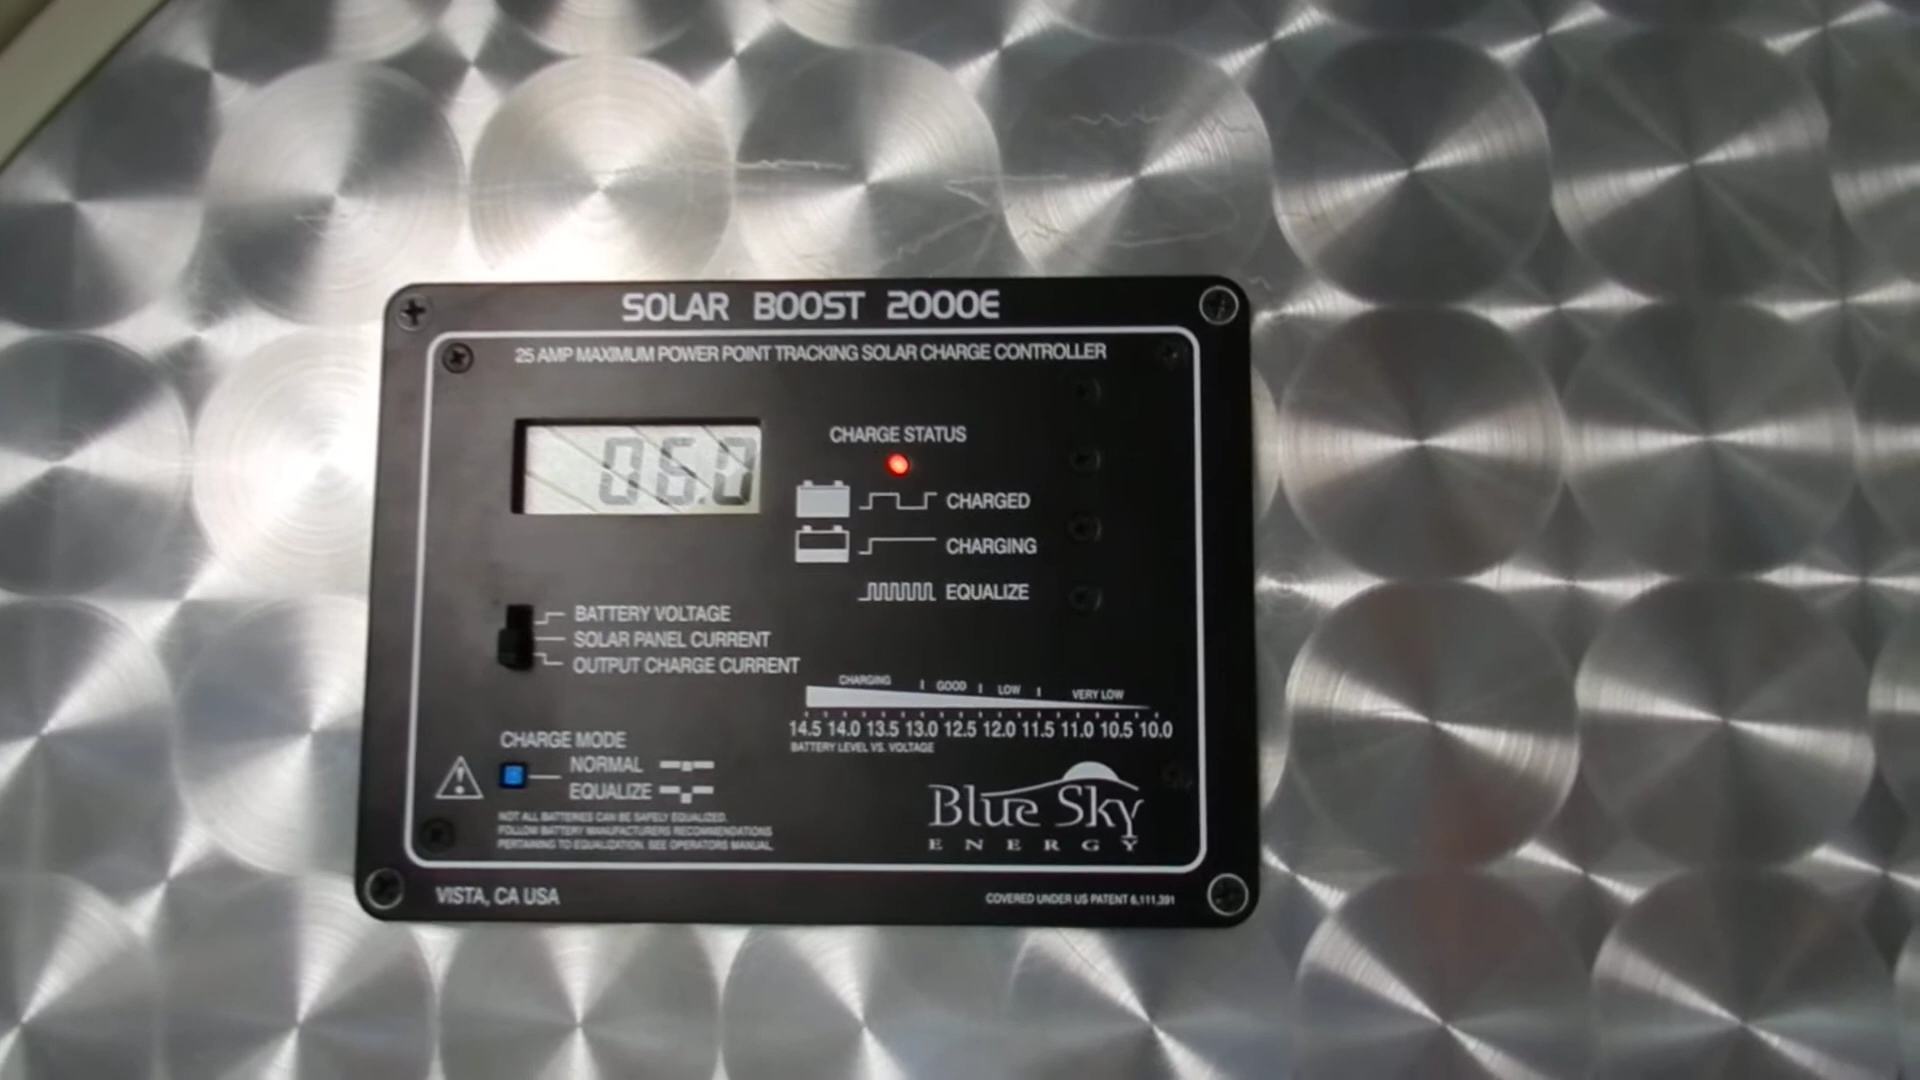 SOLAR BOOST 2000E
25 AMP MAXIMUM POWER POINT TRACKING SOLAR CHARGE CONTROLLER
06.0
CHARGE STATUS
CHARGED
CHARGING
EQUALIZE
BATTERY VOLTAGE
SOLAR PANEL CURRENT
OUTPUT CHARGE CURRENT
CHARGING GOOD LOW VERY LOW
14.5 14.0 13.5 13.0 12.5 12.0 11.5 11.0 10.5 10.0
BATTERY LEVEL VS. VOLTAGE
CHARGE MODE
NORMAL
EQUALIZE
NOT ALL BATTERIES CAN BE SAFELY EQUALIZED.
FOLLOW BATTERY MANUFACTURERS RECOMMENDATIONS
PERTAINING TO EQUALIZATION. SEE OPERATORS MANUAL.
Blue Sky
ENERGY
VISTA, CA USA
COVERED UNDER US PATENT 6,111,391